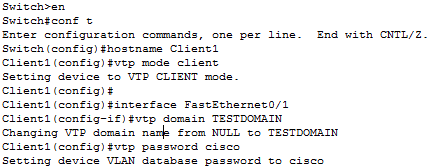 Switch>en
Switch#conf t
Enter configuration commands, one per line.  End with CNTL/Z.
Switch(config)#hostname Client1
Client1(config)#vtp mode client
Setting device to VTP CLIENT mode.
Client1(config)#
Client1(config)#interface FastEthernet0/1
Client1(config-if)#vtp domain TESTDOMAIN
Changing VTP domain name from NULL to TESTDOMAIN
Client1(config)#vtp password cisco
Setting device VLAN database password to cisco